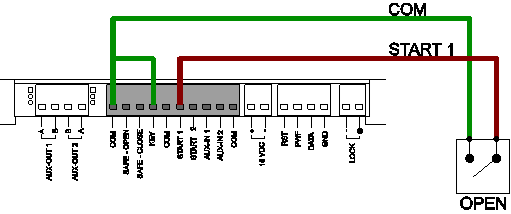 COM
START 1
A
B
B
A
AUX-OUT 1
AUX-OUT 2
COM
SAFE - OPEN
SAFE - CLOSE
KEY
COM
START 1
START 2
AUX-IN 1
AUX-IN 2
COM
-
+
15 VDC
RST
PWF
DATA
GND
LOCK
OPEN